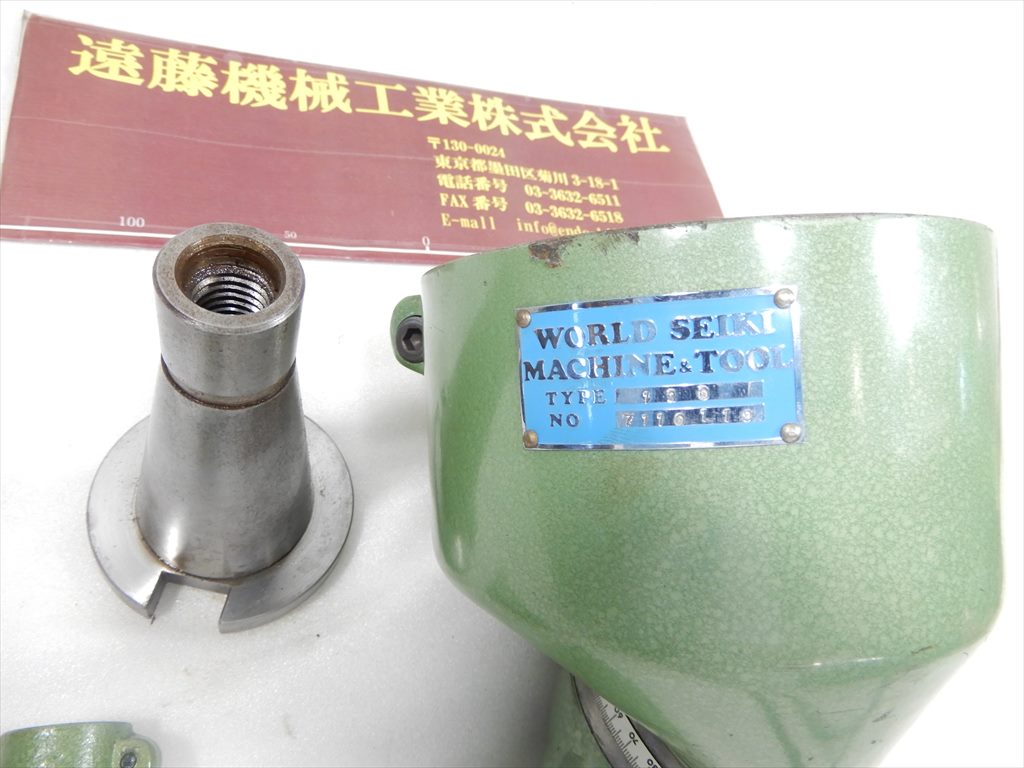 遠藤機械工業株式会社
〒130-0024
東京都墨田区菊川3-18-1
電話番号 03-3632-6511
FAX番号 03-3632-6518
E-mail
100 50 0
WORLD SEIKI
MACHINE & TOOL
TYPE
NO